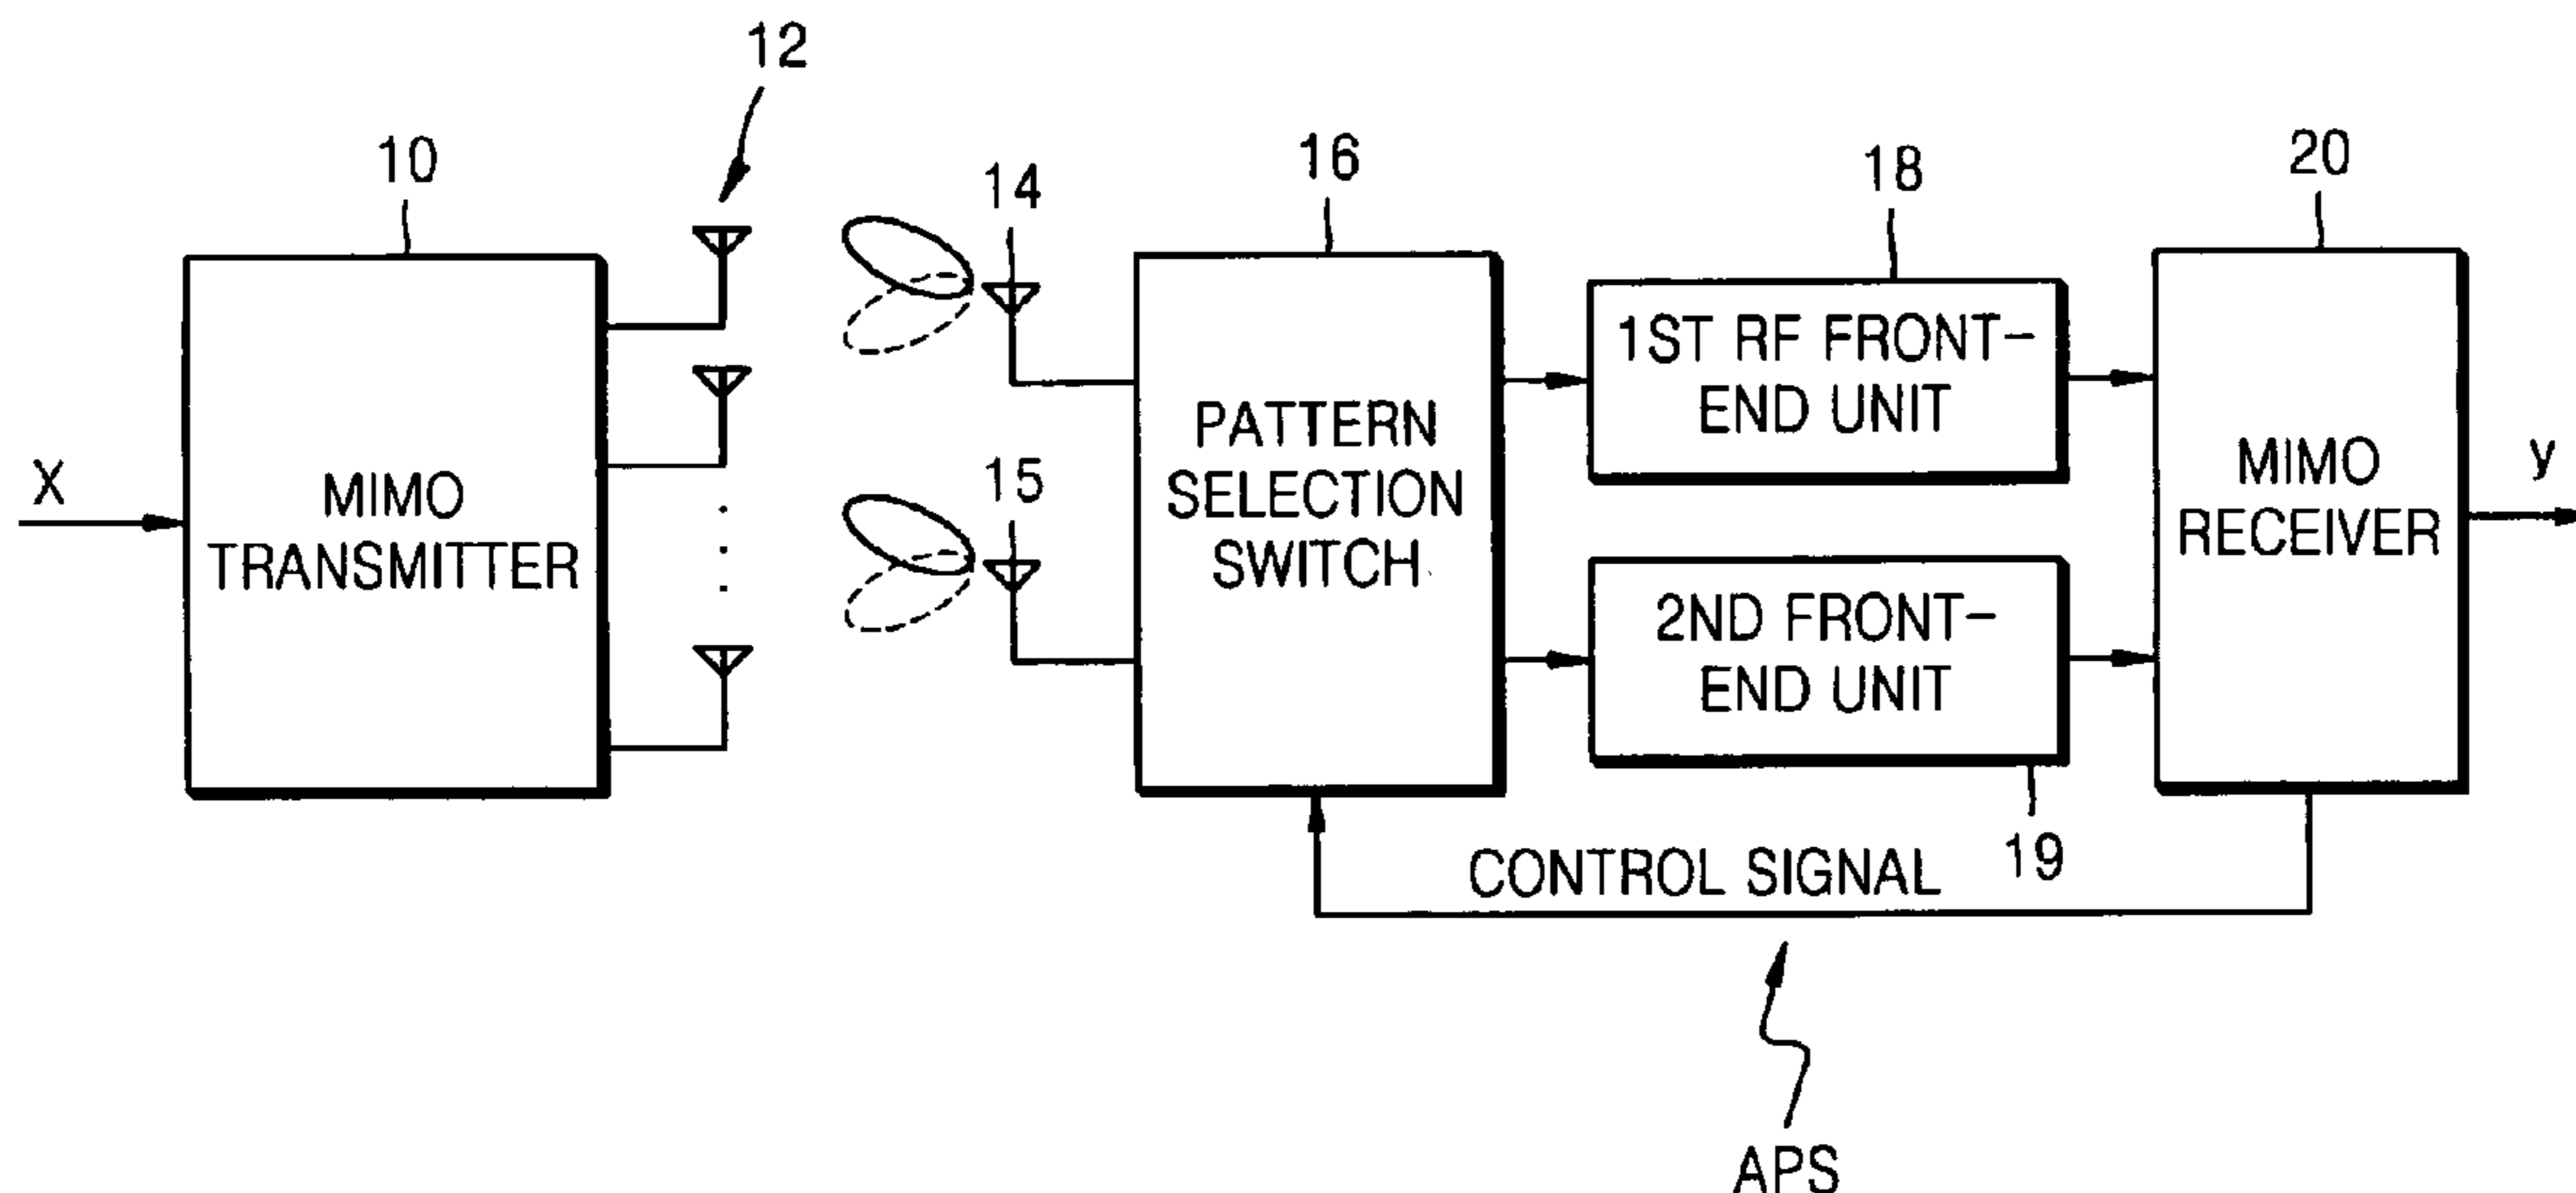 12
10
14
16
18
20
X
MIMO
TRANSMITTER
15
PATTERN
SELECTION
SWITCH
1ST RF FRONT-
END UNIT
2ND FRONT-
END UNIT
MIMO
RECEIVER
y
19
CONTROL SIGNAL
APS